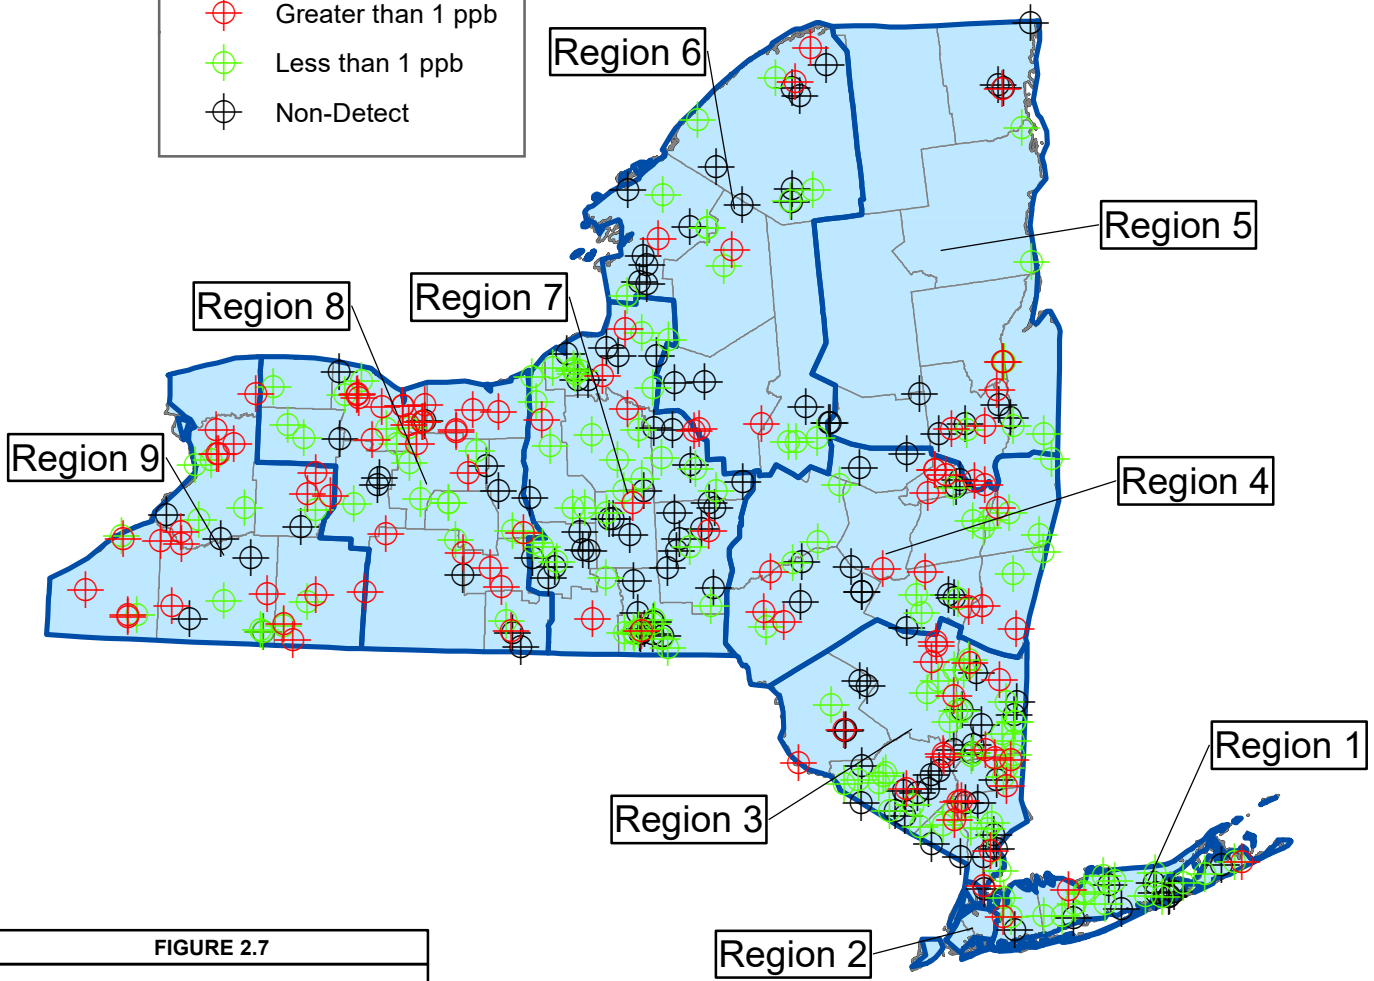 Greater than 1 ppb
Less than 1 ppb
Non-Detect
Region 6
Region 5
Region 8
Region 7
Region 9
Region 4
Region 1
Region 3
Region 2
FIGURE 2.7